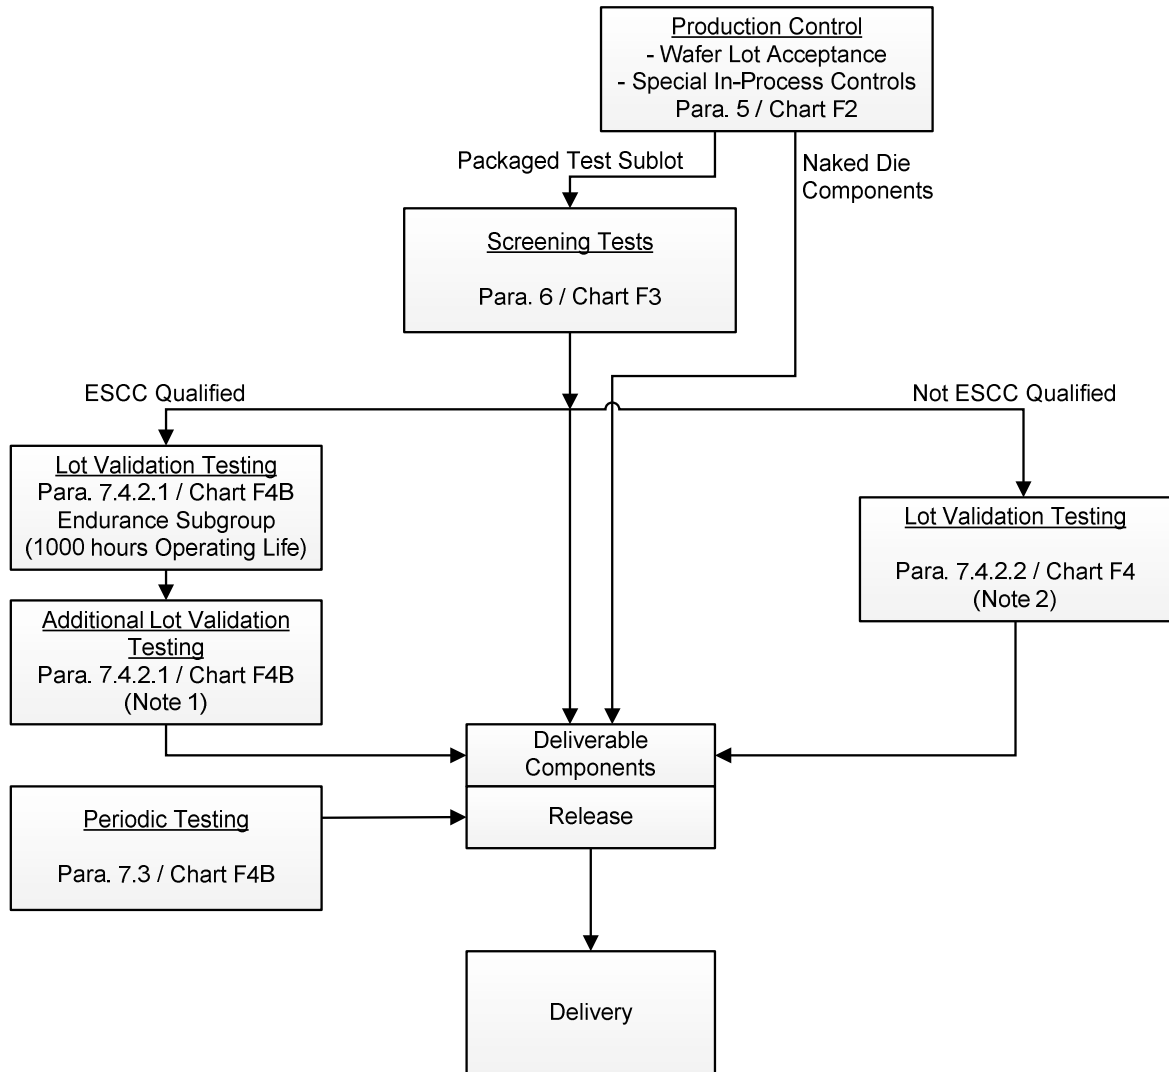 Production Control
- Wafer Lot Acceptance
- Special In-Process Controls
Para. 5 / Chart F2
Packaged Test Sublot
Naked Die
Components
Screening Tests
Para. 6 / Chart F3
ESCC Qualified
Not ESCC Qualified
Lot Validation Testing
Para. 7.4.2.1 / Chart F4B
Endurance Subgroup
(1000 hours Operating Life)
Lot Validation Testing
Para. 7.4.2.2 / Chart F4
(Note 2)
Additional Lot Validation
Testing
Para. 7.4.2.1 / Chart F4B
(Note 1)
Deliverable
Components
Release
Periodic Testing
Para. 7.3 / Chart F4B
Delivery